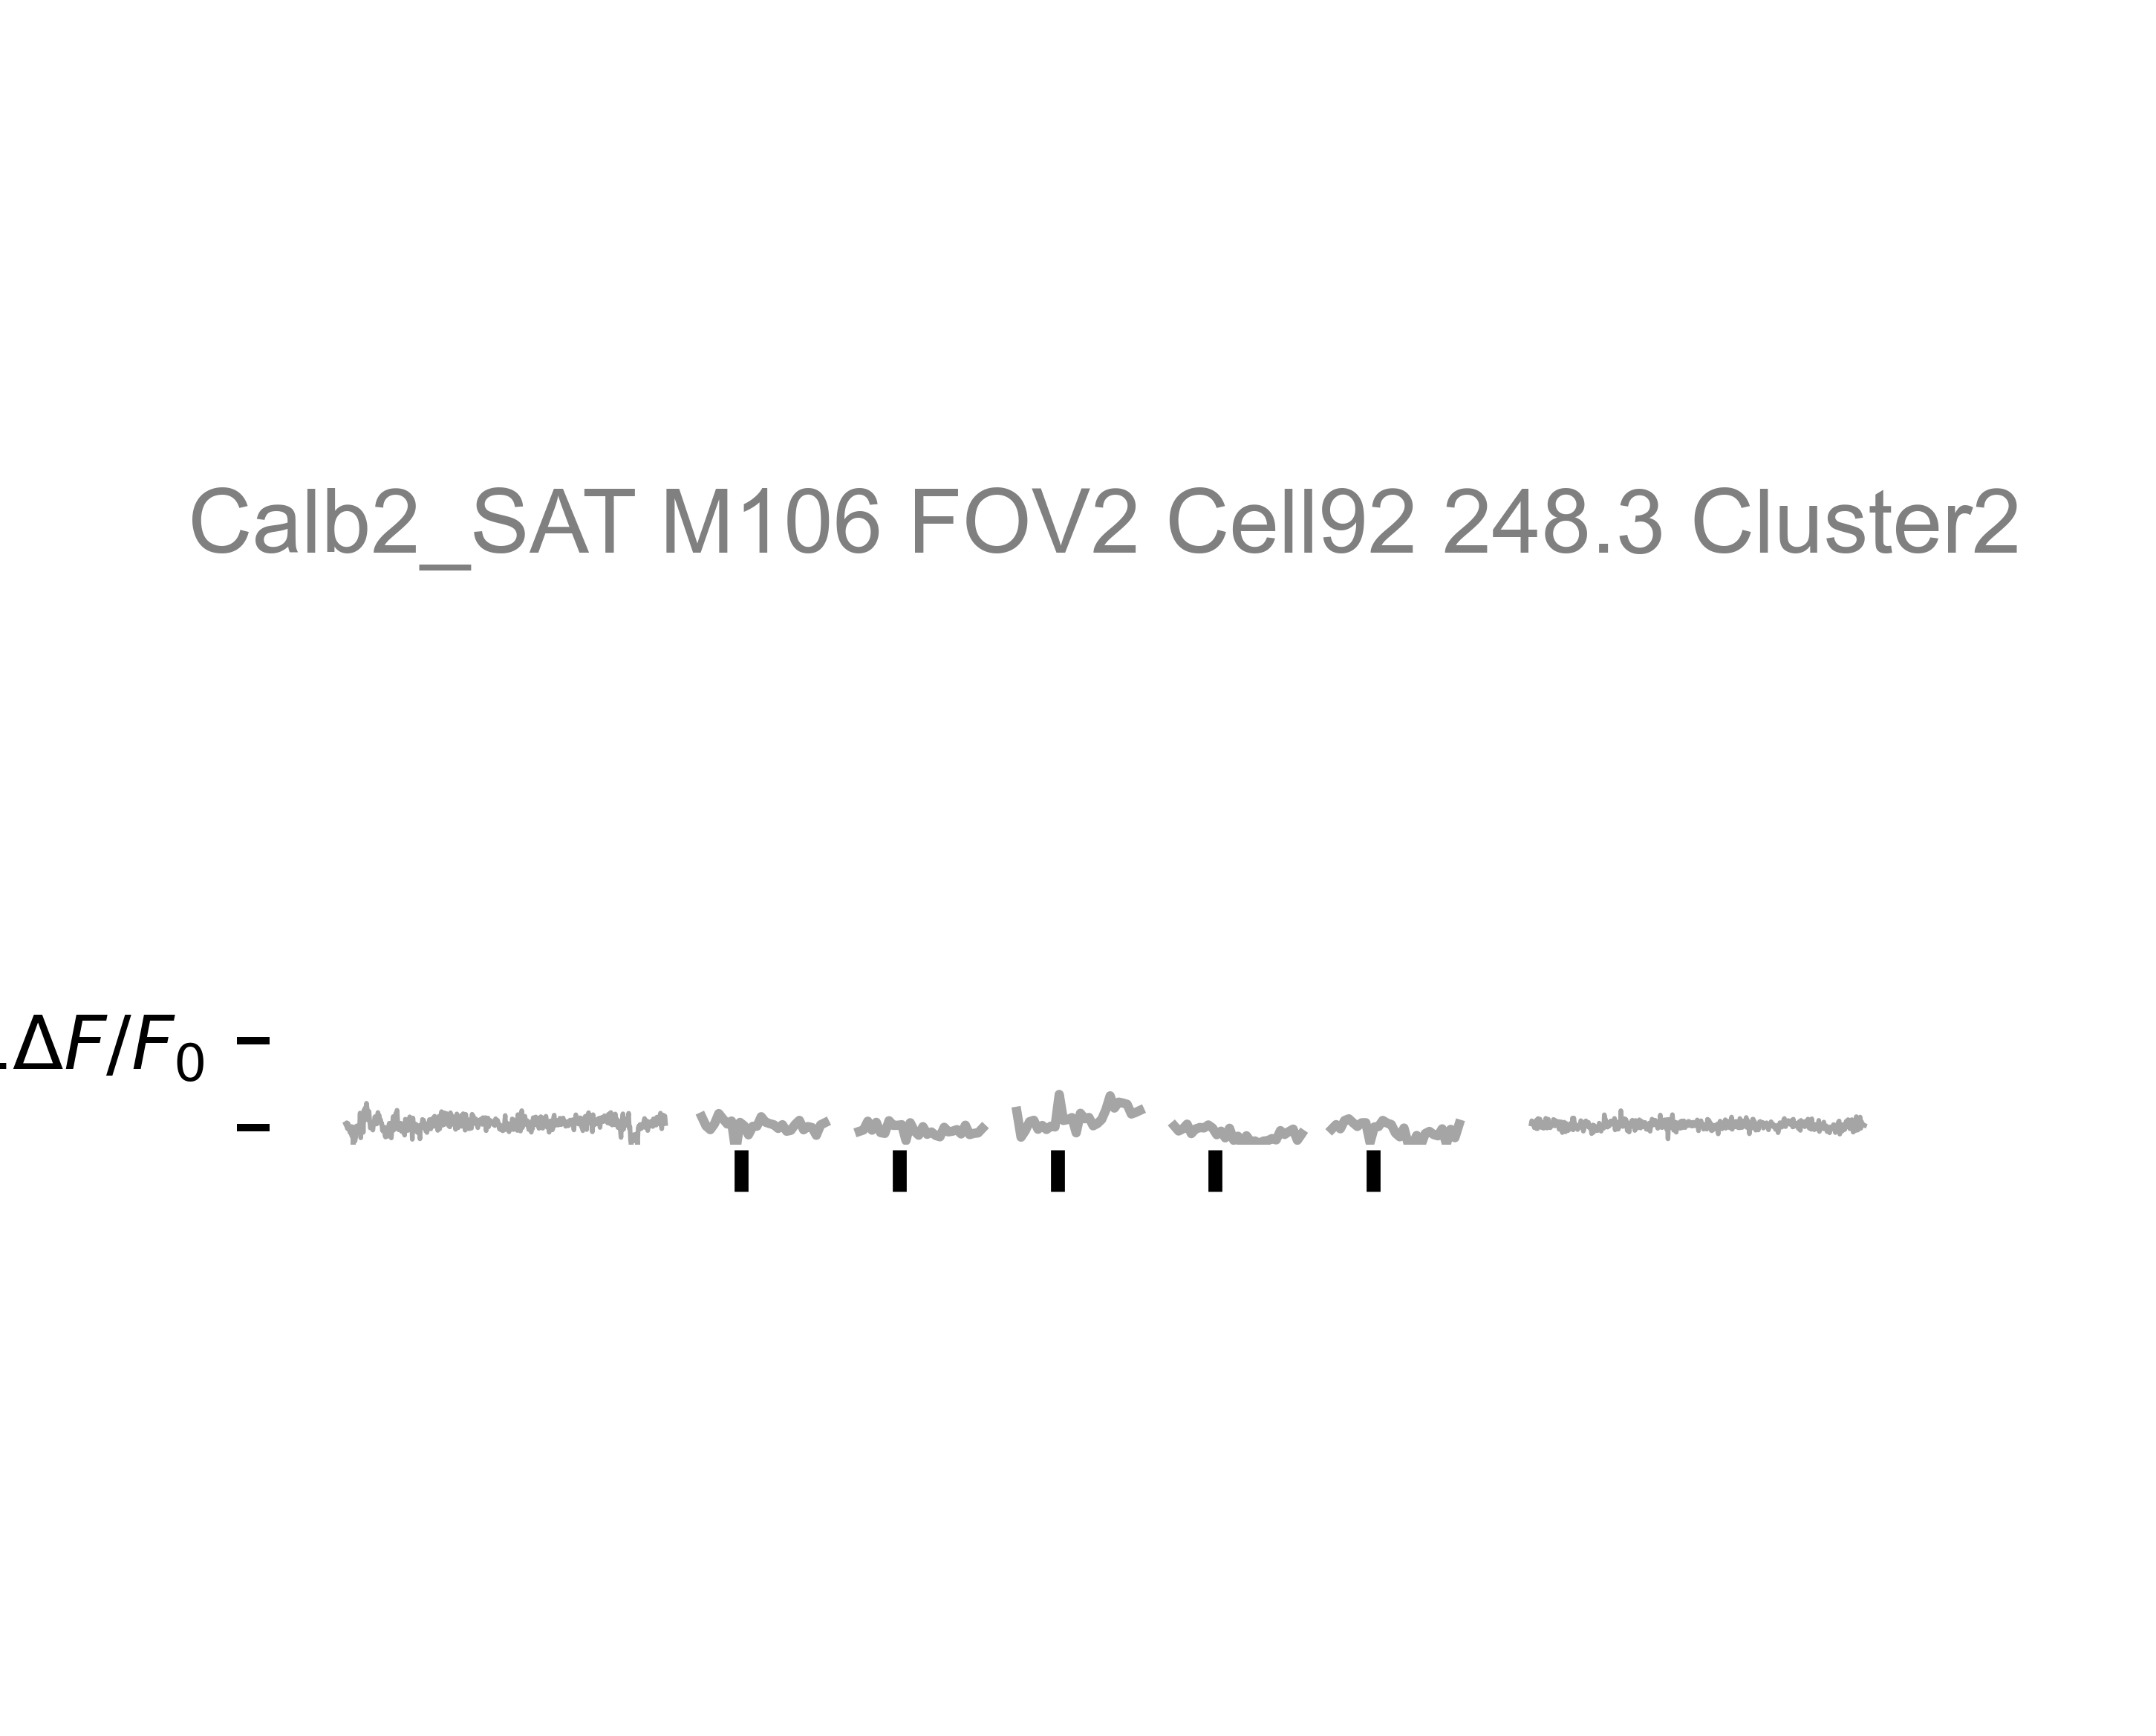 Calb2_SAT M106 FOV2 Cell92 248.3 Cluster2
.ΔF/F₀